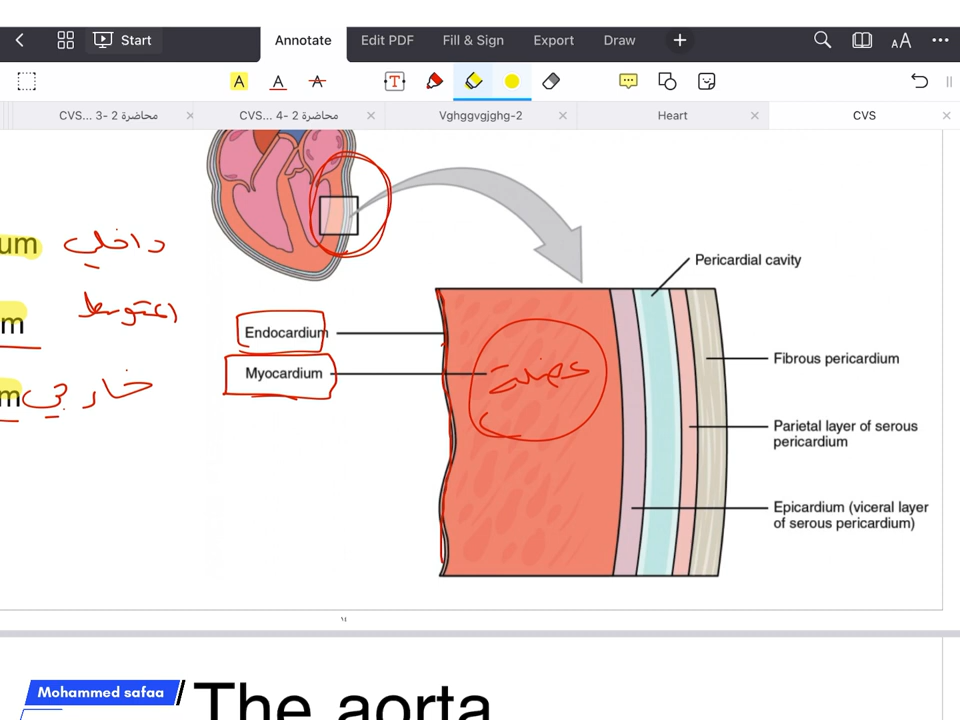 Start
Annotate
Edit PDF
Fill & Sign
Export
Draw
CVS... 3- محاضرة 2
CVS... 4- محاضرة 2
Vghggvgjghg-2
Heart
CVS
um داخلي
m المتوسط
m خارجي
Pericardial cavity
Endocardium
Myocardium
عضلة
Fibrous pericardium
Parietal layer of serous
pericardium
Epicardium (viceral layer
of serous pericardium)
Mohammed safaa
The aorta